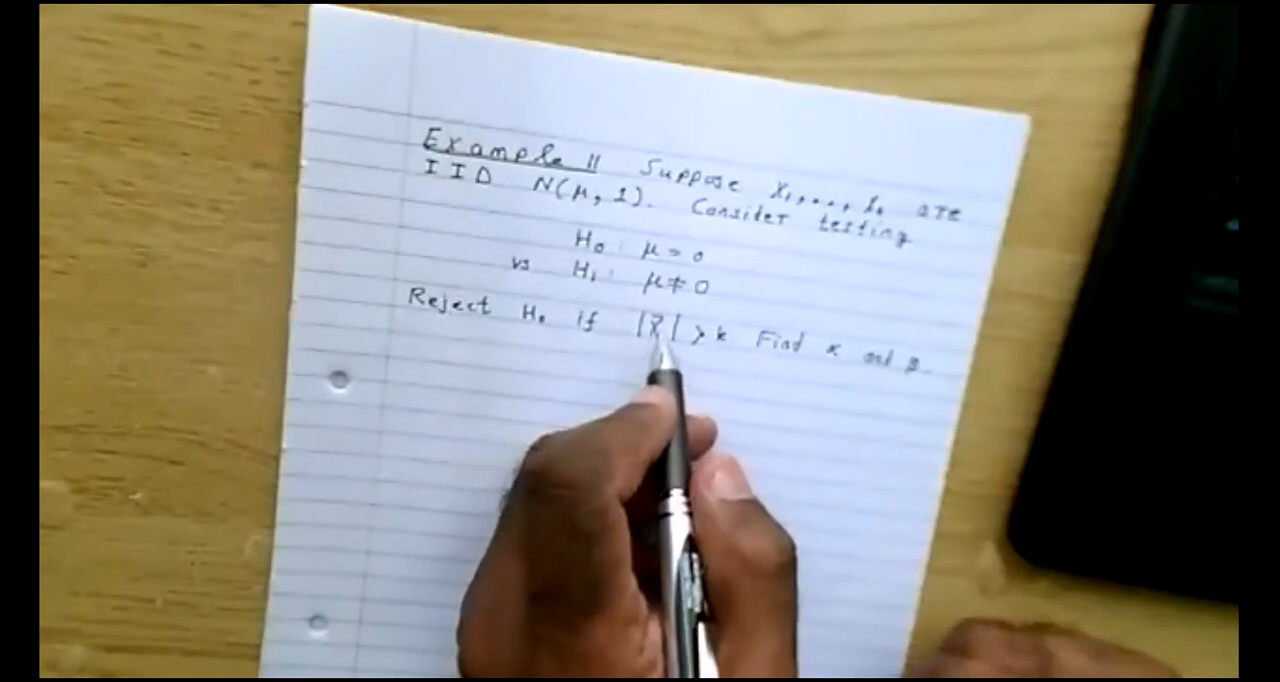 Example 11 Suppose X₁,..., Xₙ are
IID N(μ, 1). Consider testing
H₀ : μ = 0
vs H₁ : μ ≠ 0
Reject H₀ if |X̄| > k Find α and β